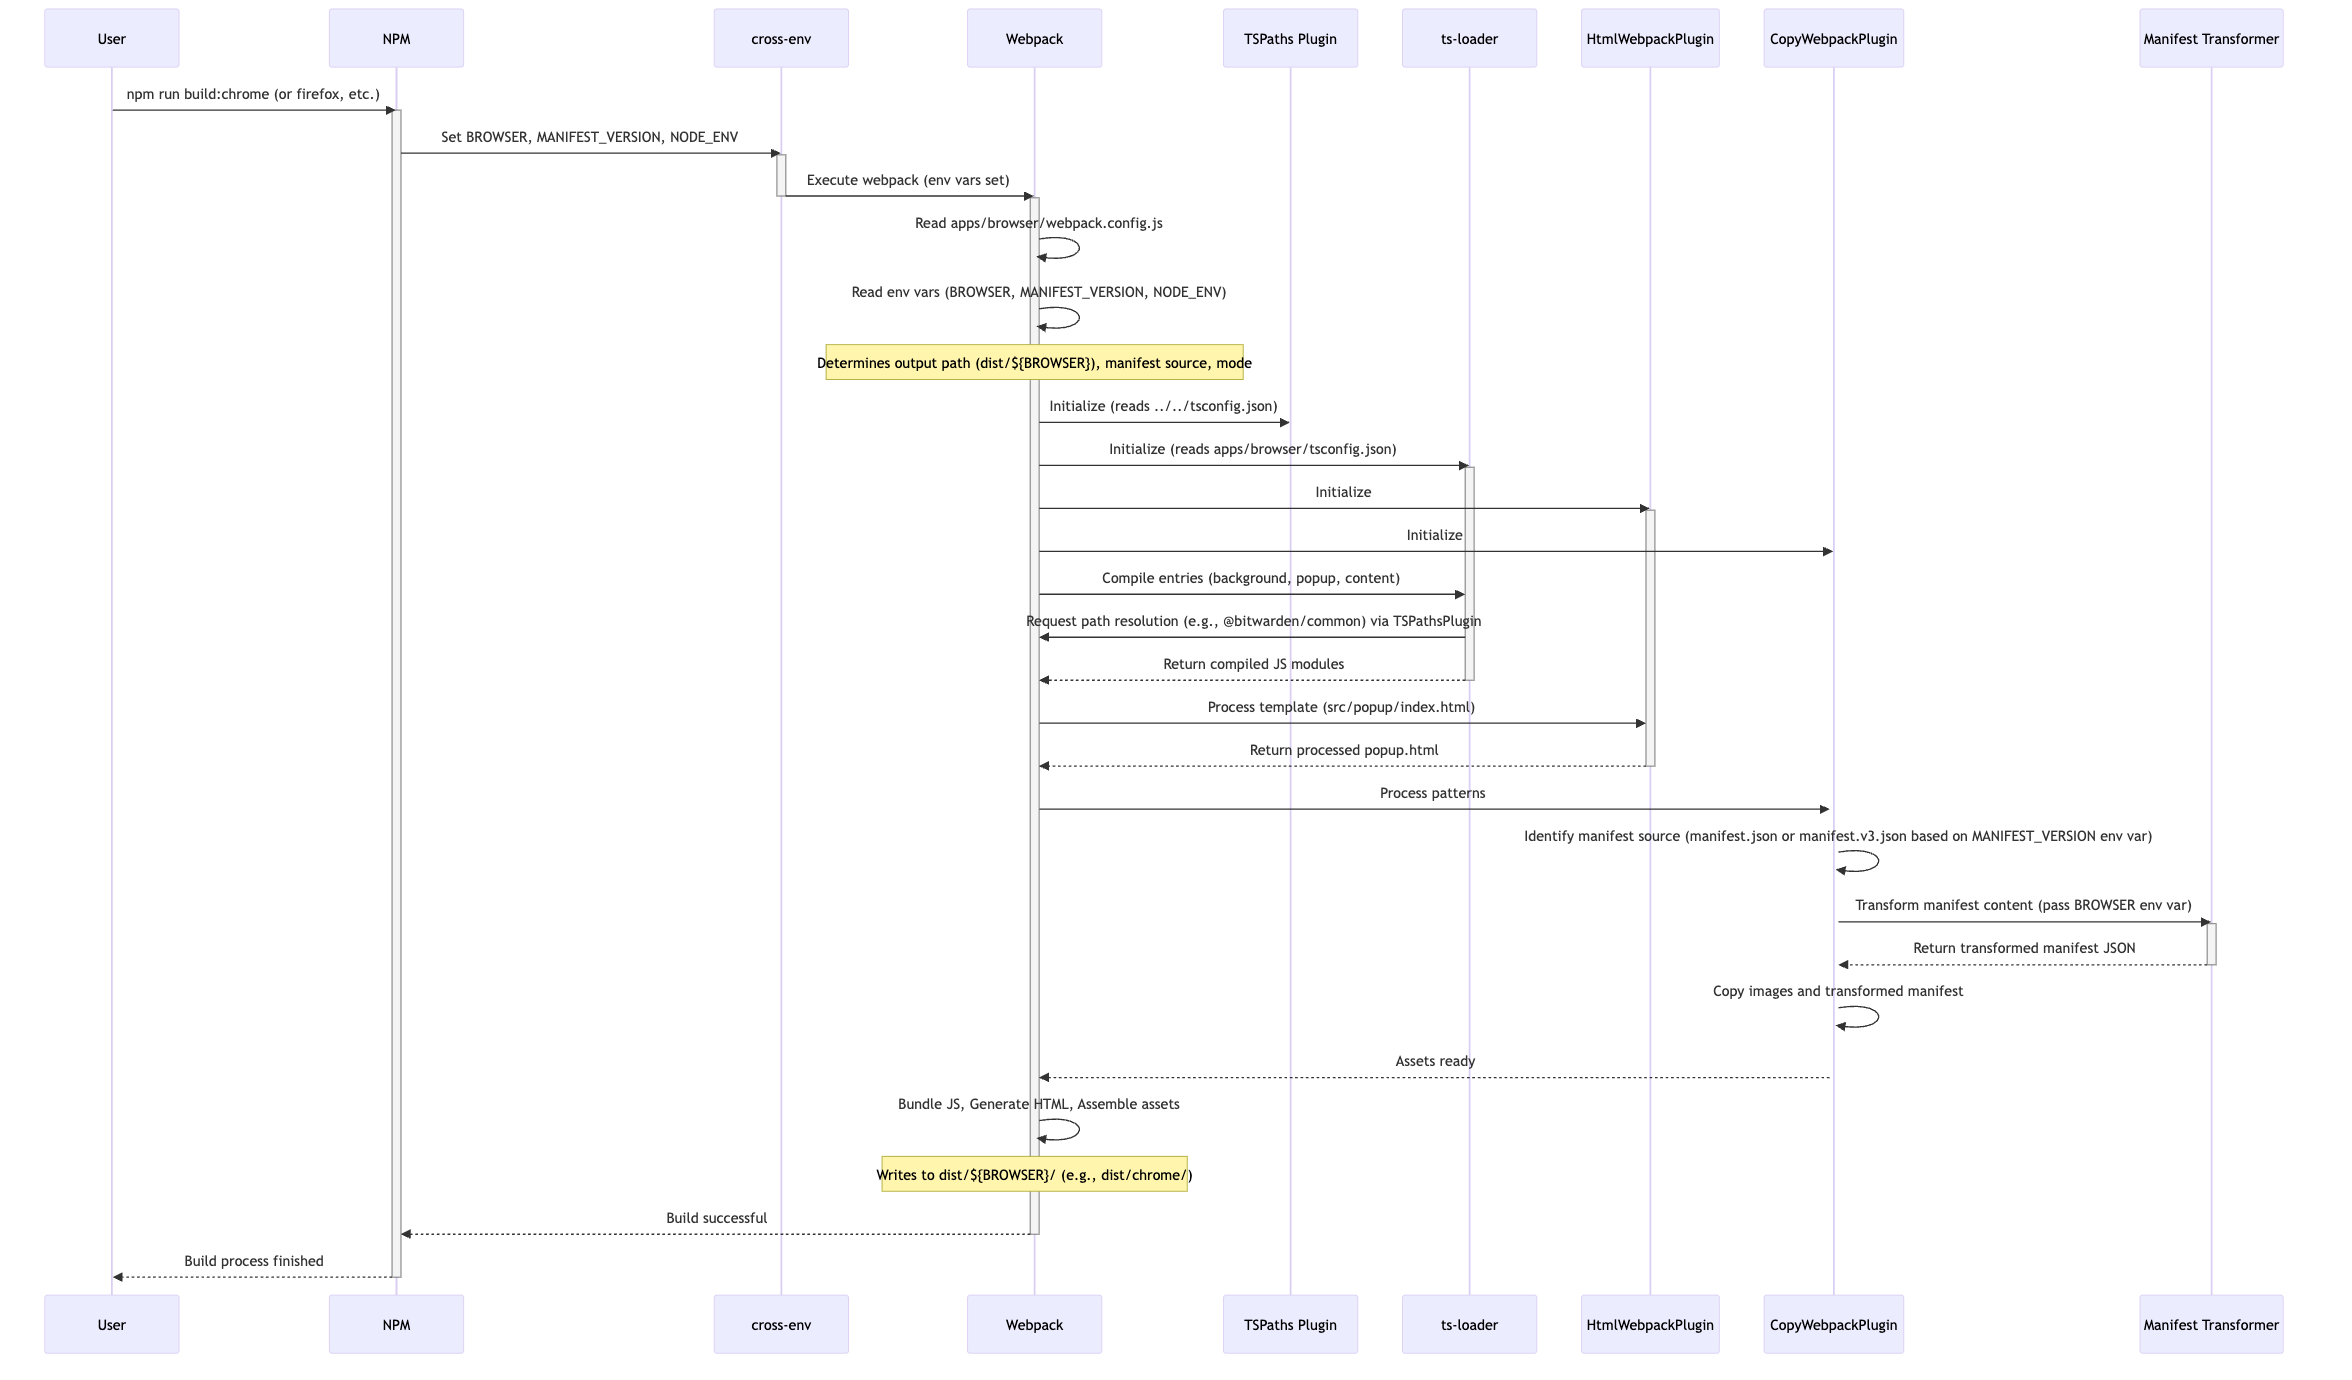 User
NPM
cross-env
Webpack
TSPaths Plugin
ts-loader
HtmlWebpackPlugin
CopyWebpackPlugin
Manifest Transformer
npm run build:chrome (or firefox, etc.)
Set BROWSER, MANIFEST_VERSION, NODE_ENV
Execute webpack (env vars set)
Read apps/browser/webpack.config.js
Read env vars (BROWSER, MANIFEST_VERSION, NODE_ENV)
Determines output path (dist/${BROWSER}), manifest source, mode
Initialize (reads ../../tsconfig.json)
Initialize (reads apps/browser/tsconfig.json)
Initialize
Initialize
Compile entries (background, popup, content)
Request path resolution (e.g., @bitwarden/common) via TSPathsPlugin
Return compiled JS modules
Process template (src/popup/index.html)
Return processed popup.html
Process patterns
Identify manifest source (manifest.json or manifest.v3.json based on MANIFEST_VERSION env var)
Transform manifest content (pass BROWSER env var)
Return transformed manifest JSON
Copy images and transformed manifest
Assets ready
Bundle JS, Generate HTML, Assemble assets
Writes to dist/${BROWSER}/ (e.g., dist/chrome/)
Build successful
Build process finished
User
NPM
cross-env
Webpack
TSPaths Plugin
ts-loader
HtmlWebpackPlugin
CopyWebpackPlugin
Manifest Transformer